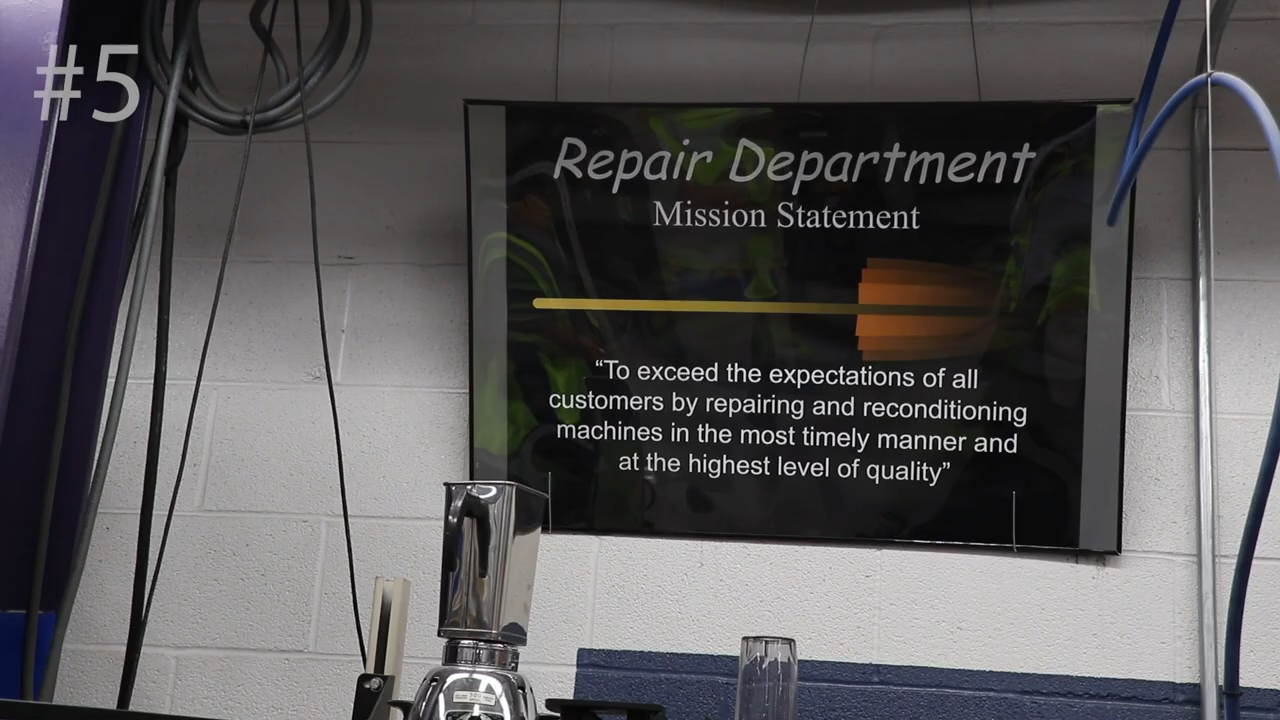 #5
Repair Department
Mission Statement
“To exceed the expectations of all
customers by repairing and reconditioning
machines in the most timely manner and
at the highest level of quality”